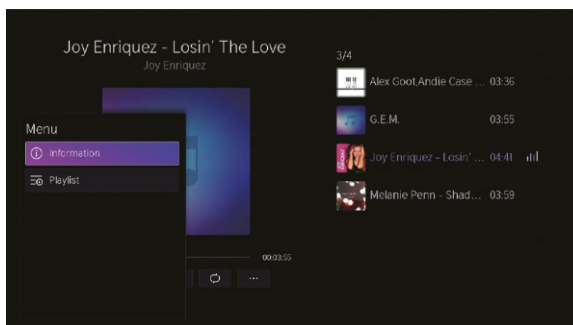 Joy Enriquez - Losin' The Love
Joy Enriquez
3/4
Alex Goot,Andie Case ... 03:36
G.E.M. 03:55
Joy Enriquez - Losin' ... 04:41
Melanie Penn - Shad... 03:59
Menu
Information
Playlist
00:03:55
...